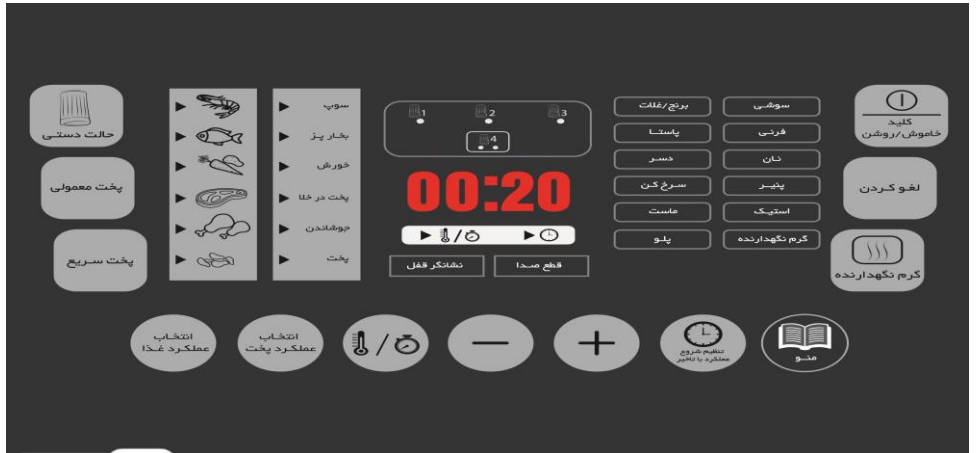 کلید
خاموش/روشن
لغو کردن
گرم نگهدارنده
سوشی
برنج/غلات
فرنی
پاستا
نان
دسر
پنیر
سرخ کن
استیک
ماست
گرم نگهدارنده
پلو
1
2
3
4
00:20
قطع صدا
نشانگر قفل
سوپ
بخار پز
خورش
پخت در خلا
جوشاندن
پخت
حالت دستی
پخت معمولی
پخت سریع
منو
تنظیم شروع
عملکرد با تاخیر
+
−
/
انتخاب
عملکرد پخت
انتخاب
عملکرد غذا